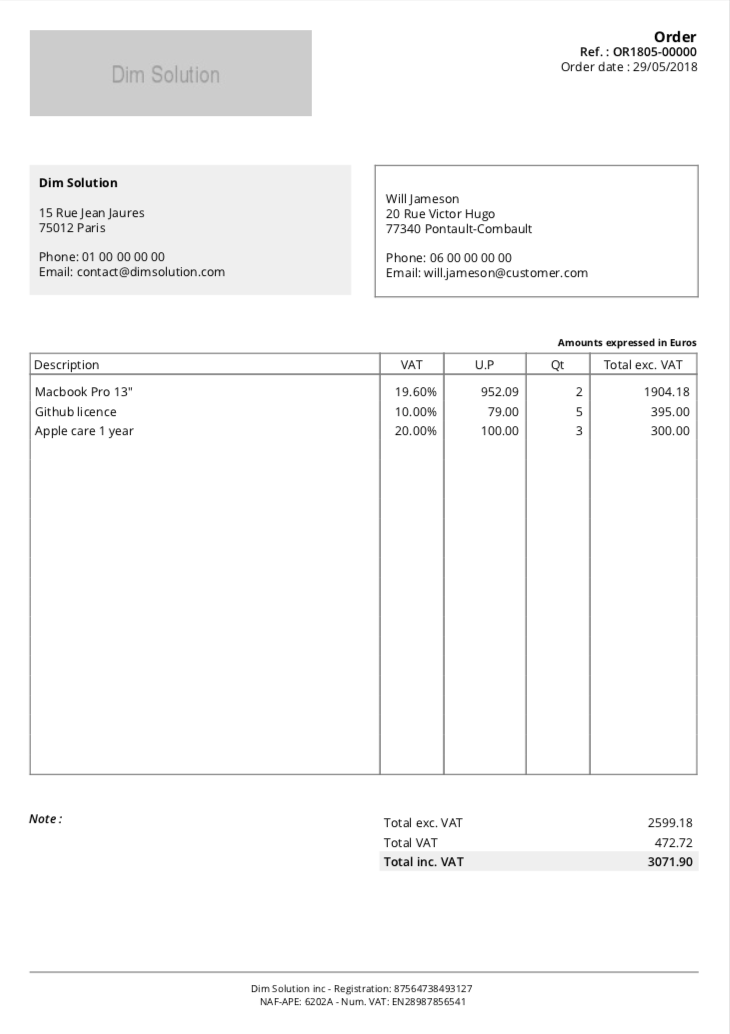 Dim Solution
Order
Ref. : OR1805-00000
Order date : 29/05/2018
Dim Solution
15 Rue Jean Jaures
75012 Paris
Phone: 01 00 00 00 00
Email: contact@dimsolution.com
Will Jameson
20 Rue Victor Hugo
77340 Pontault-Combault
Phone: 06 00 00 00 00
Email: will.jameson@customer.com
Amounts expressed in Euros
Description VAT U.P Qt Total exc. VAT
Macbook Pro 13" 19.60% 952.09 2 1904.18
Github licence 10.00% 79.00 5 395.00
Apple care 1 year 20.00% 100.00 3 300.00
Note :
Total exc. VAT 2599.18
Total VAT 472.72
Total inc. VAT 3071.90
Dim Solution inc - Registration: 87564738493127
NAF-APE: 6202A - Num. VAT: EN28987856541